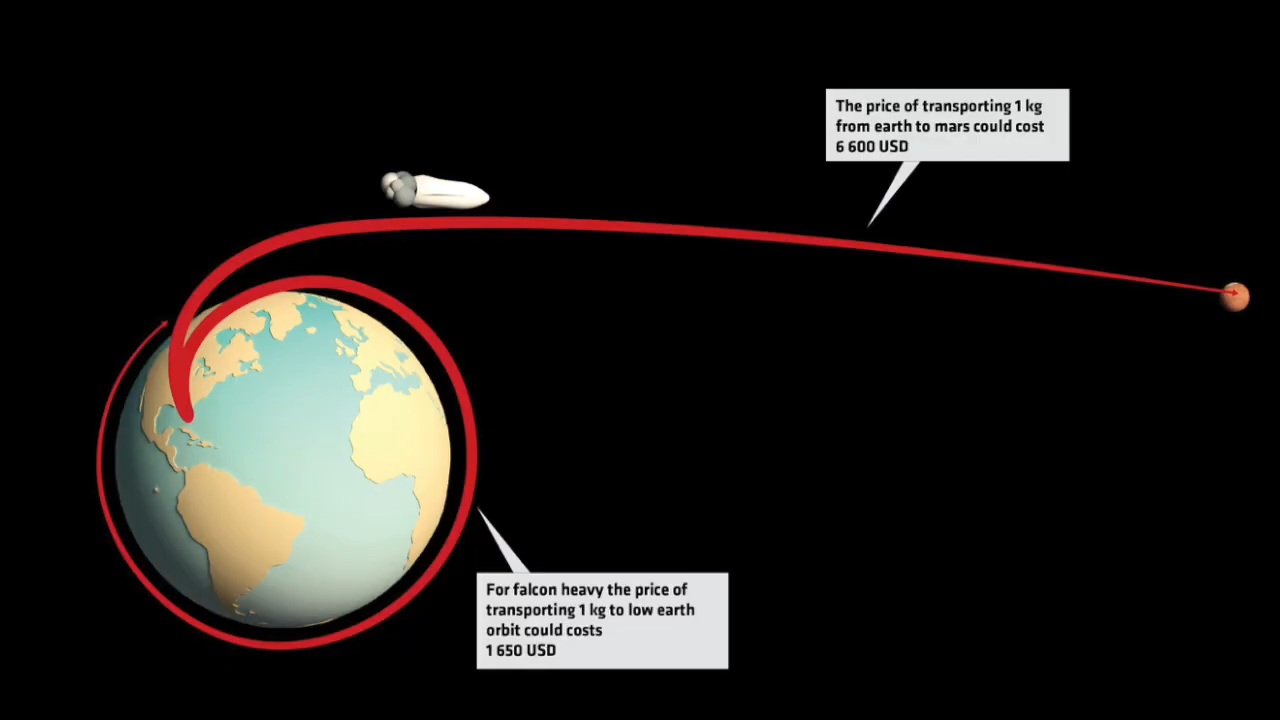 The price of transporting 1 kg
from earth to mars could cost
6 600 USD
For falcon heavy the price of
transporting 1 kg to low earth
orbit could costs
1 650 USD